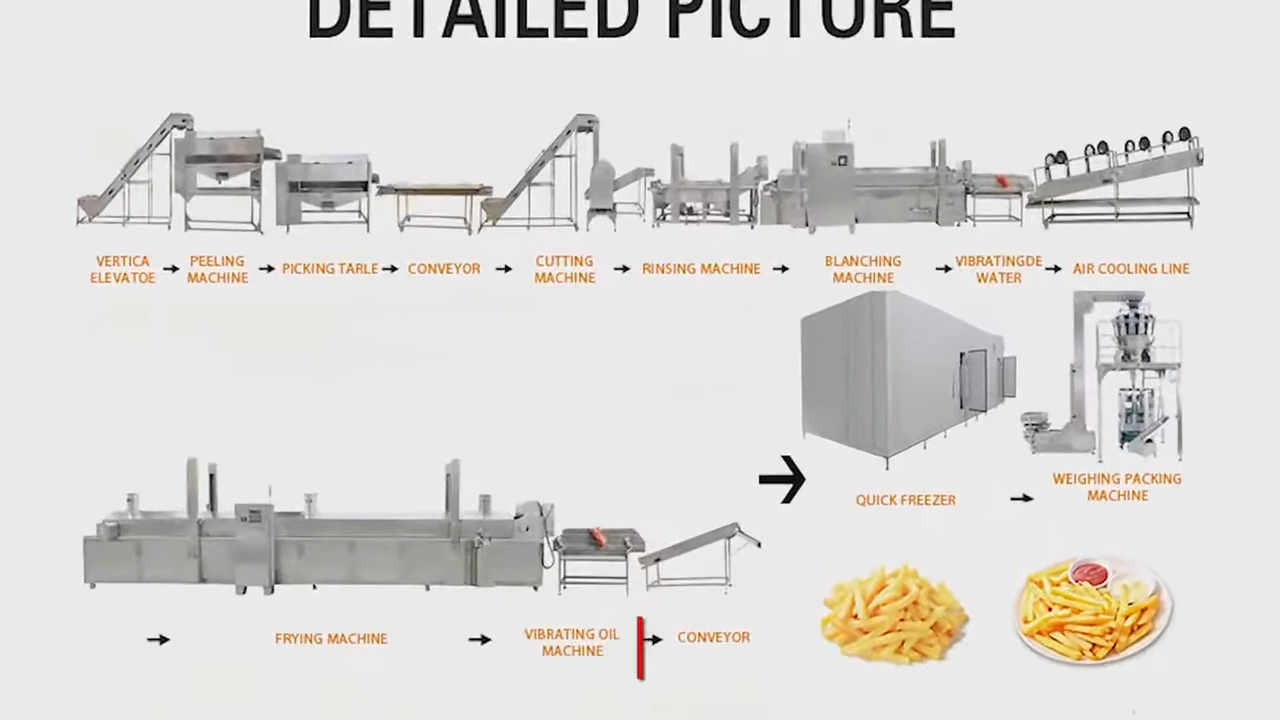 DETAILED PICTURE
VERTICA
ELEVATOE
PEELING
MACHINE
PICKING TARLE
CONVEYOR
CUTTING
MACHINE
RINSING MACHINE
BLANCHING
MACHINE
VIBRATINGDE
WATER
AIR COOLING LINE
QUICK FREEZER
WEIGHING PACKING
MACHINE
FRYING MACHINE
VIBRATING OIL
MACHINE
CONVEYOR